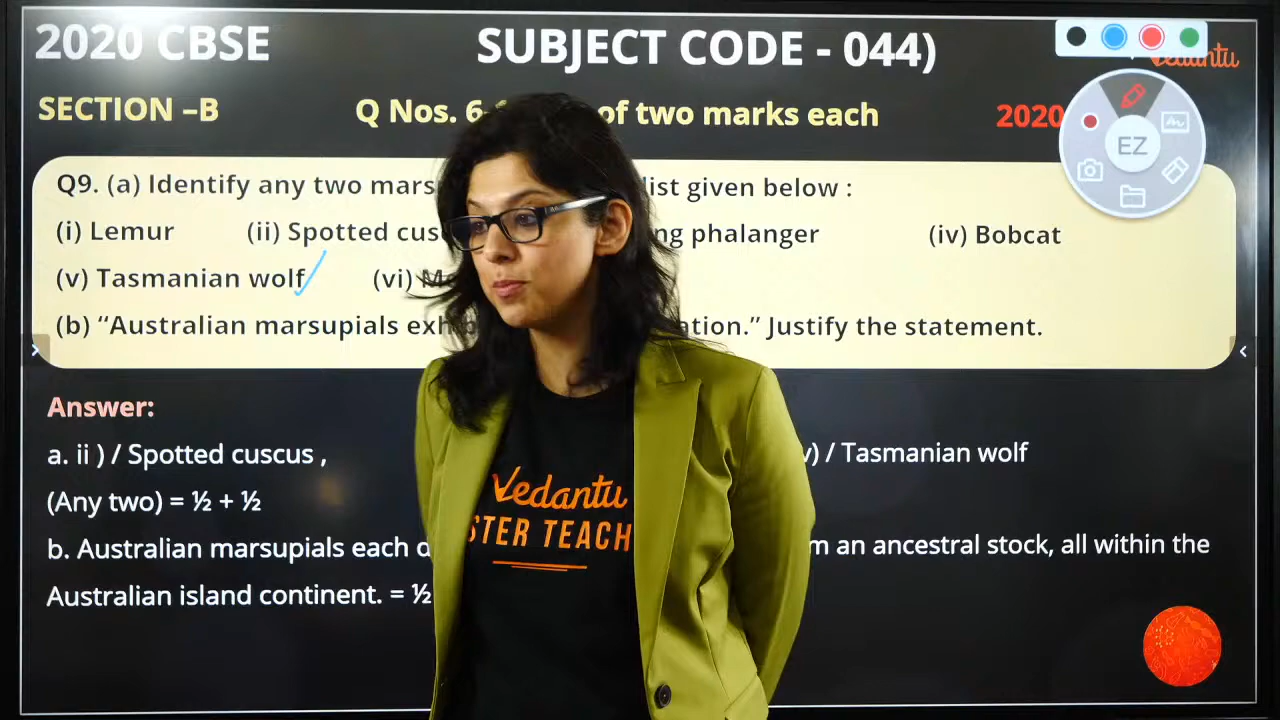 2020 CBSE SUBJECT CODE - 044)
Vedantu
SECTION –B Q Nos. 6- of two marks each 2020
EZ
Q9. (a) Identify any two mars list given below :
(i) Lemur (ii) Spotted cus ng phalanger (iv) Bobcat
(v) Tasmanian wolf (vi)
(b) “Australian marsupials exhib ation.” Justify the statement.
Answer:
a. ii ) / Spotted cuscus , v) / Tasmanian wolf
(Any two) = ½ + ½
b. Australian marsupials each d m an ancestral stock, all within the
Australian island continent. = ½
Vedantu
STER TEACH